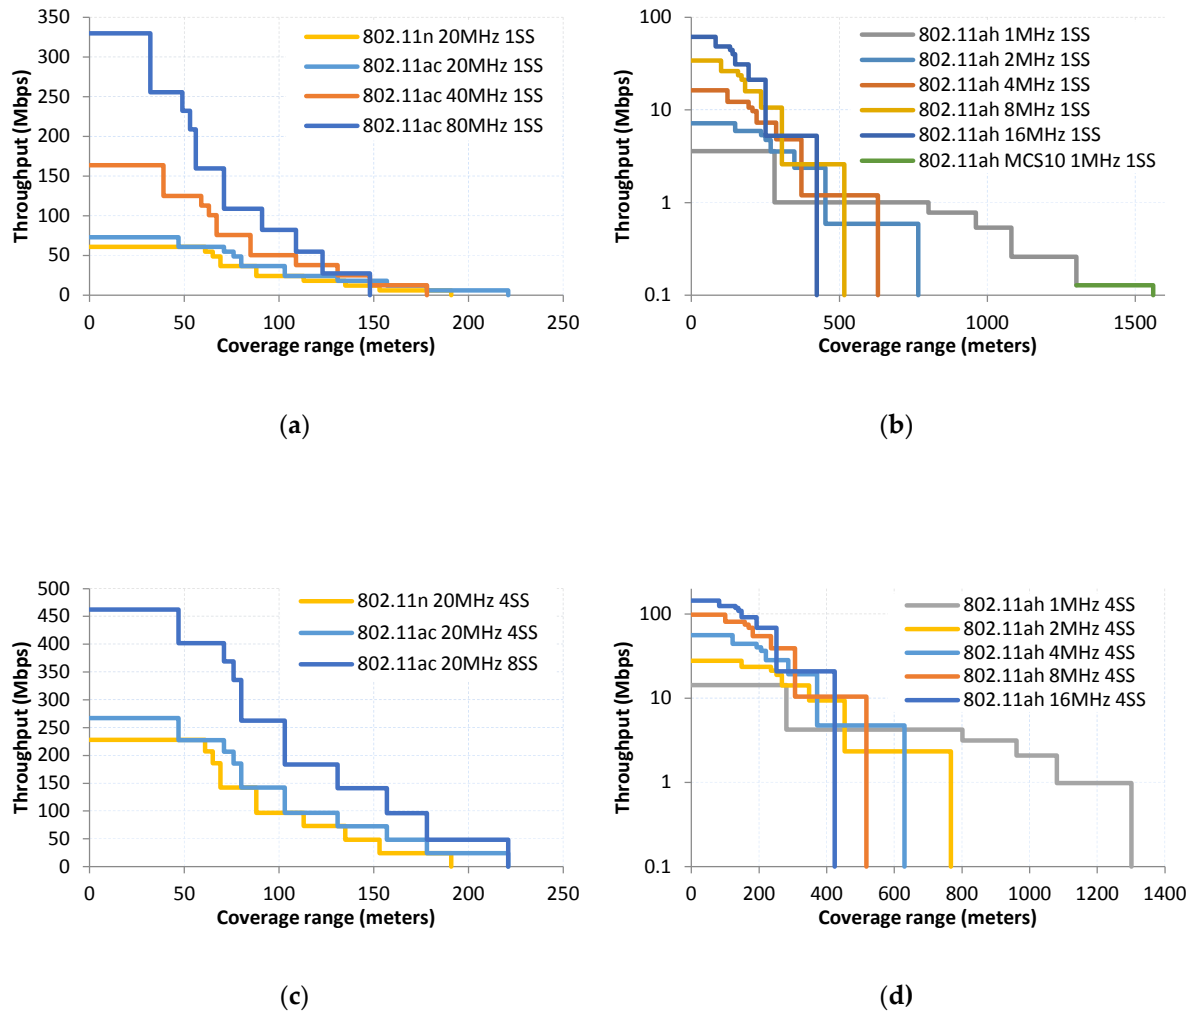 802.11n 20MHz 1SS
802.11ac 20MHz 1SS
802.11ac 40MHz 1SS
802.11ac 80MHz 1SS
Throughput (Mbps)
350
300
250
200
150
100
50
0
0 50 100 150 200 250
Coverage range (meters)
(a)
802.11ah 1MHz 1SS
802.11ah 2MHz 1SS
802.11ah 4MHz 1SS
802.11ah 8MHz 1SS
802.11ah 16MHz 1SS
802.11ah MCS10 1MHz 1SS
Throughput (Mbps)
100
10
1
0.1
0 500 1000 1500
Coverage range (meters)
(b)
802.11n 20MHz 4SS
802.11ac 20MHz 4SS
802.11ac 20MHz 8SS
Throughput (Mbps)
500
450
400
350
300
250
200
150
100
50
0
0 50 100 150 200 250
Coverage range (meters)
(c)
802.11ah 1MHz 4SS
802.11ah 2MHz 4SS
802.11ah 4MHz 4SS
802.11ah 8MHz 4SS
802.11ah 16MHz 4SS
Throughput (Mbps)
100
10
1
0.1
0 200 400 600 800 1000 1200 1400
Coverage range (meters)
(d)